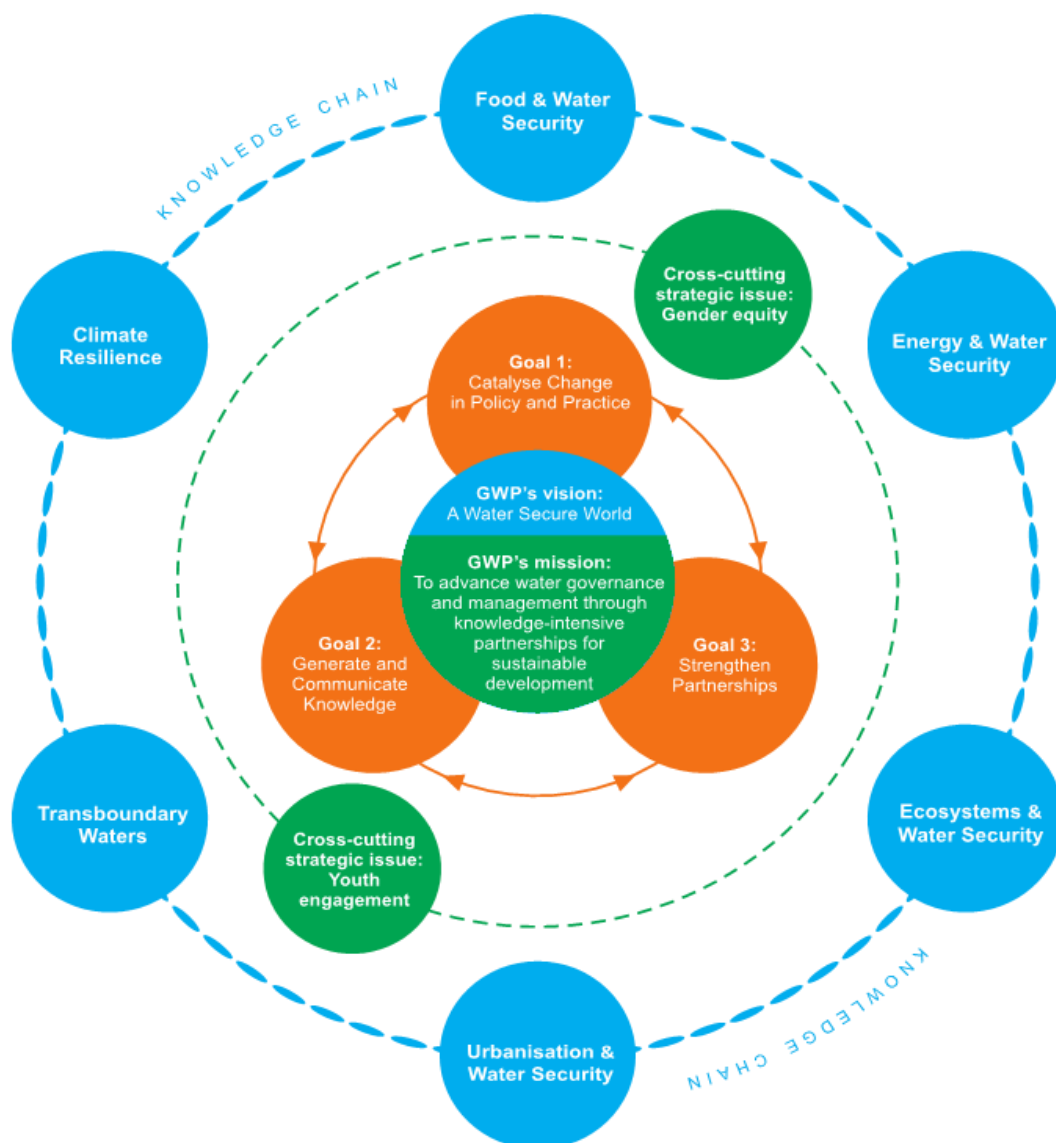 KNOWLEDGE CHAIN
Food & Water
Security
Cross-cutting
strategic issue:
Gender equity
Climate
Resilience
Energy & Water
Security
Goal 1:
Catalyse Change
in Policy and Practice
GWP's vision:
A Water Secure World
GWP's mission:
To advance water governance
and management through
knowledge-intensive
partnerships for
sustainable
development
Goal 2:
Generate and
Communicate
Knowledge
Goal 3:
Strengthen
Partnerships
Transboundary
Waters
Ecosystems &
Water Security
Cross-cutting
strategic issue:
Youth
engagement
Urbanisation &
Water Security
KNOWLEDGE CHAIN